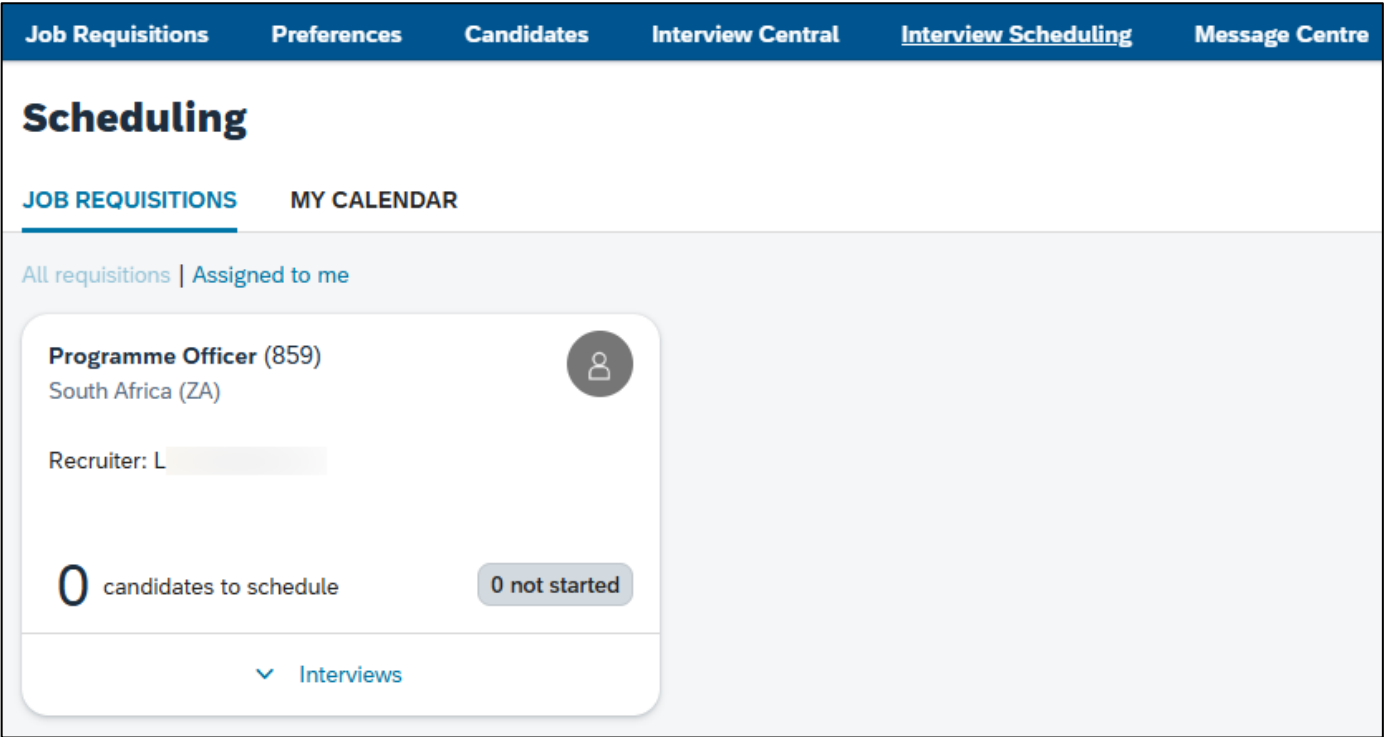 Job Requisitions Preferences Candidates Interview Central Interview Scheduling Message Centre
Scheduling
JOB REQUISITIONS MY CALENDAR
All requisitions | Assigned to me
Programme Officer (859)
South Africa (ZA)
Recruiter: L
0 candidates to schedule 0 not started
Interviews